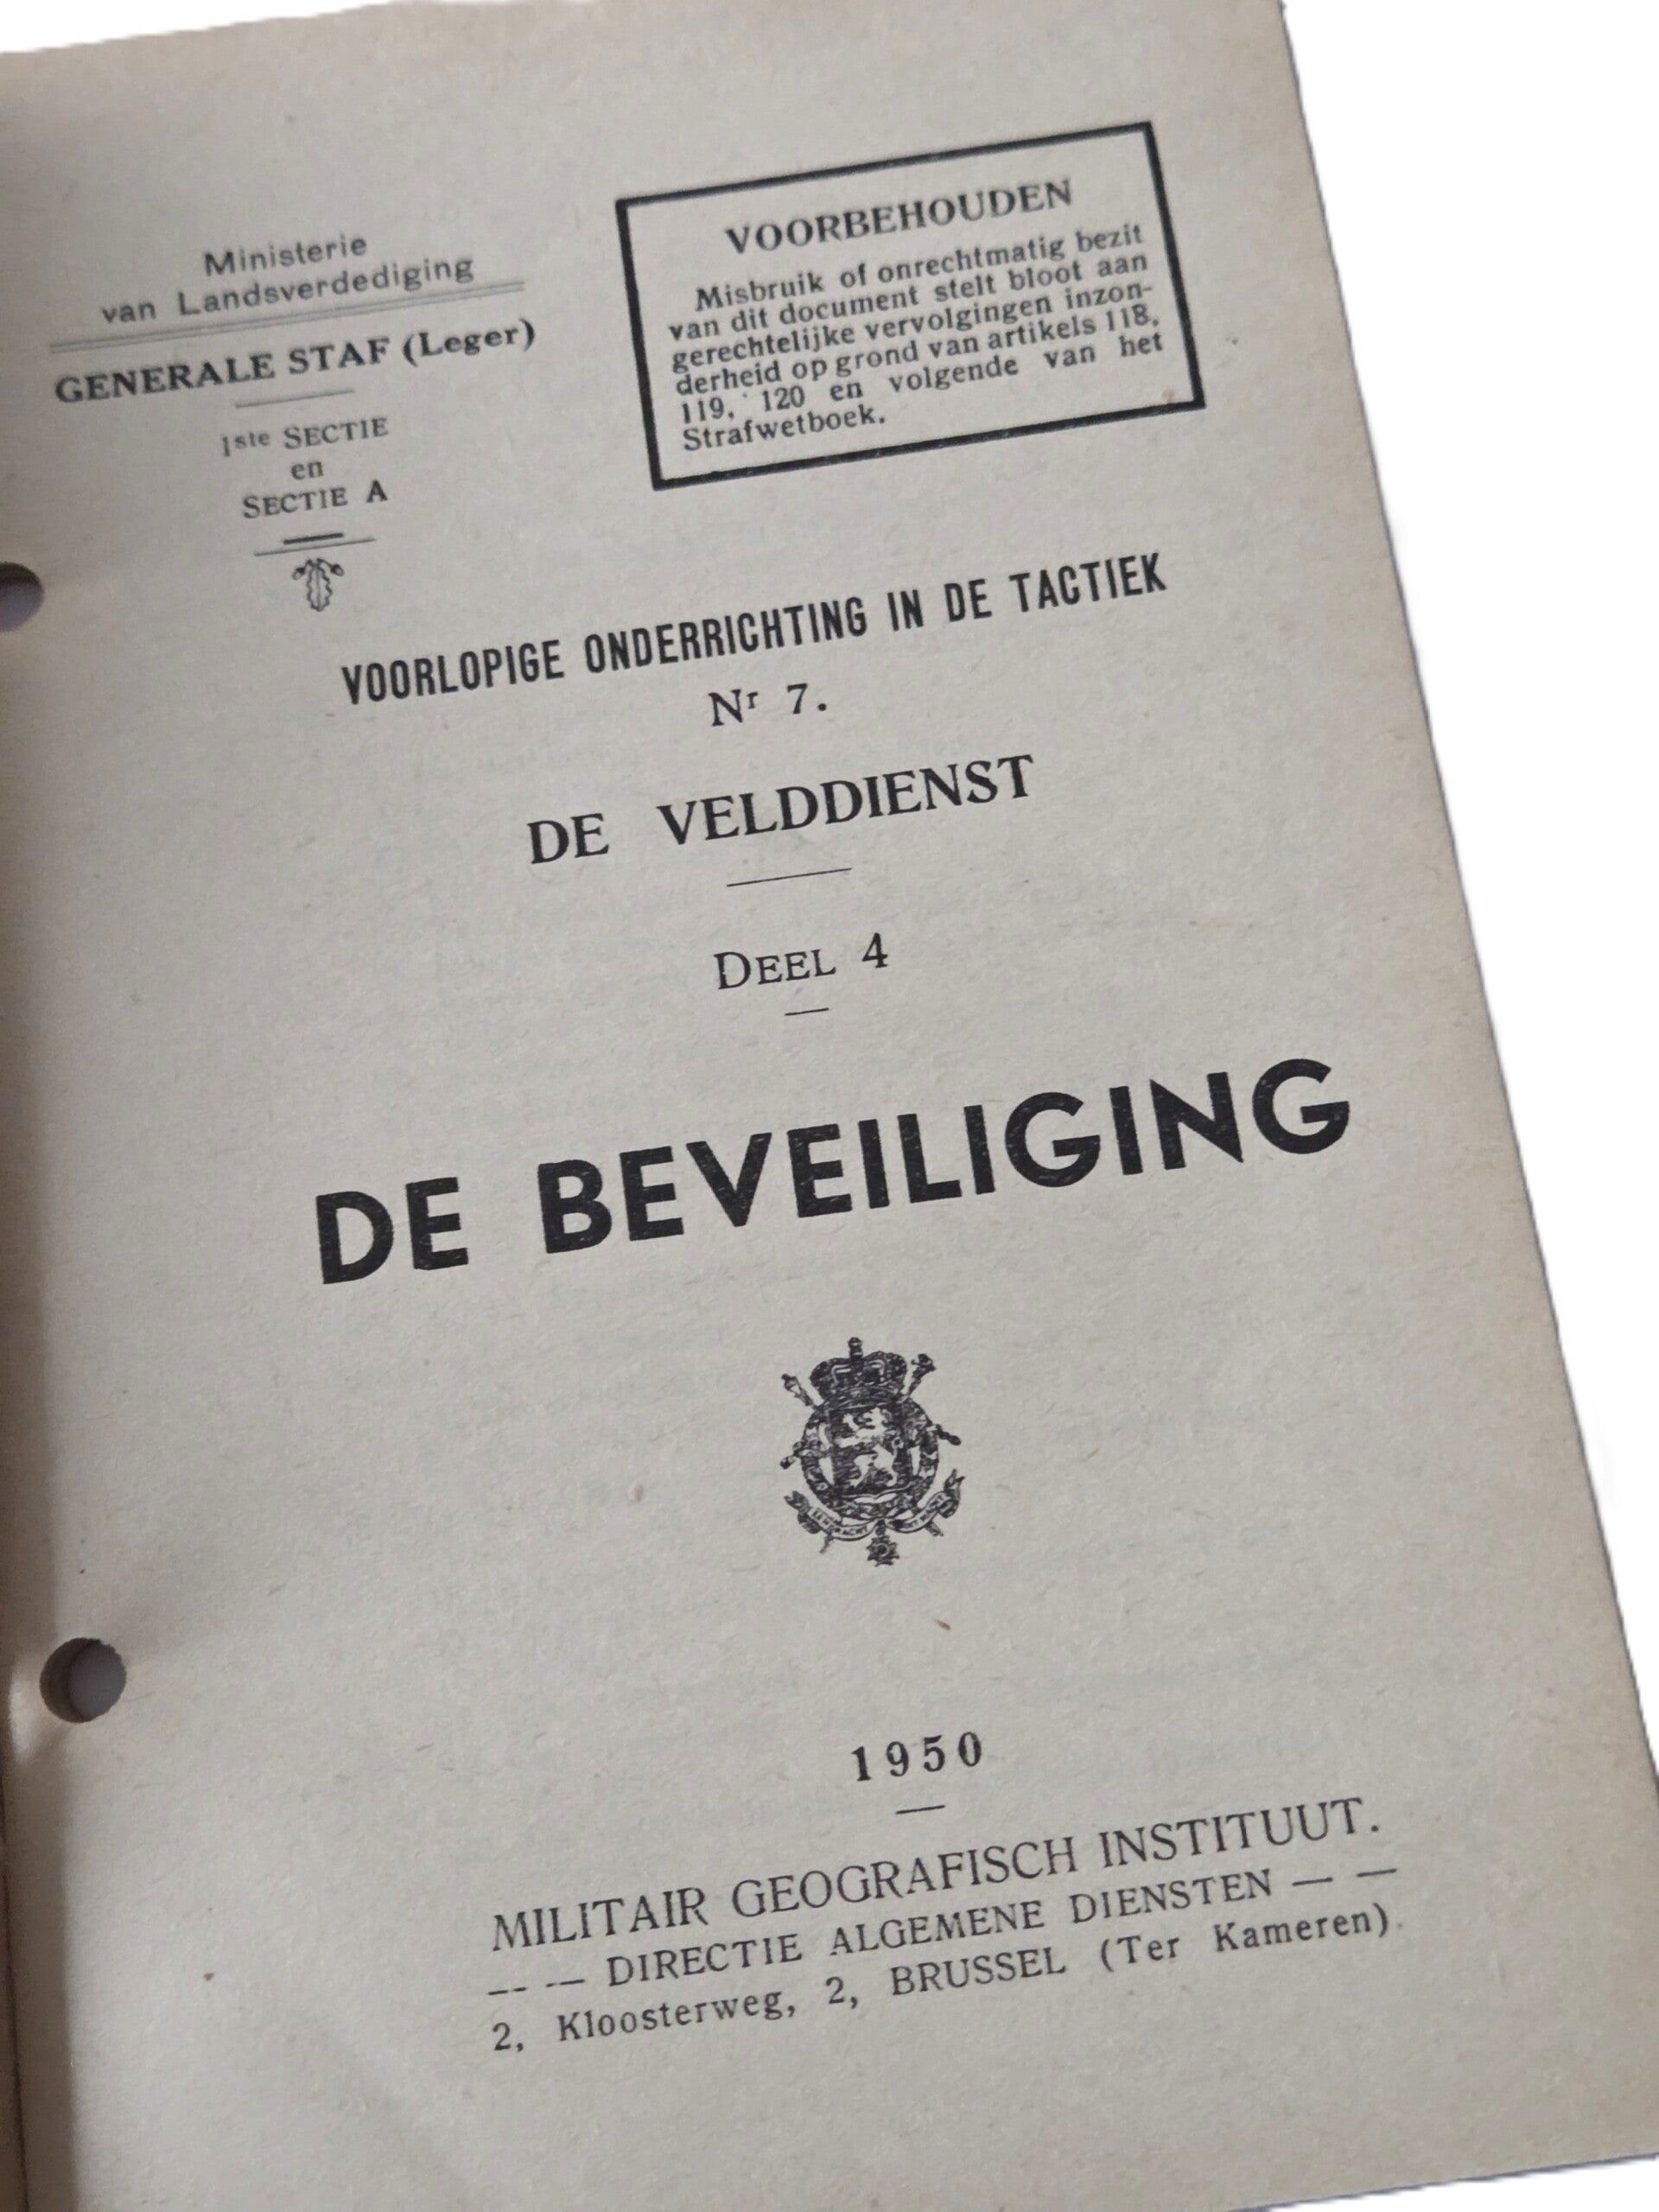 Ministerie
van Landsverdediging
GENERALE STAF (Leger)
1ste SECTIE
en
SECTIE A
VOORBEHOUDEN
Misbruik of onrechtmatig bezit
van dit document stelt bloot aan
gerechtelijke vervolgingen inzon-
derheid op grond van artikels 118,
119, 120 en volgende van het
Strafwetboek.
VOORLOPIGE ONDERRICHTING IN DE TACTIEK
Nr 7.
DE VELDDIENST
DEEL 4
DE BEVEILIGING
1950
MILITAIR GEOGRAFISCH INSTITUUT.
— — DIRECTIE ALGEMENE DIENSTEN — —
2, Kloosterweg, 2, BRUSSEL (Ter Kameren).